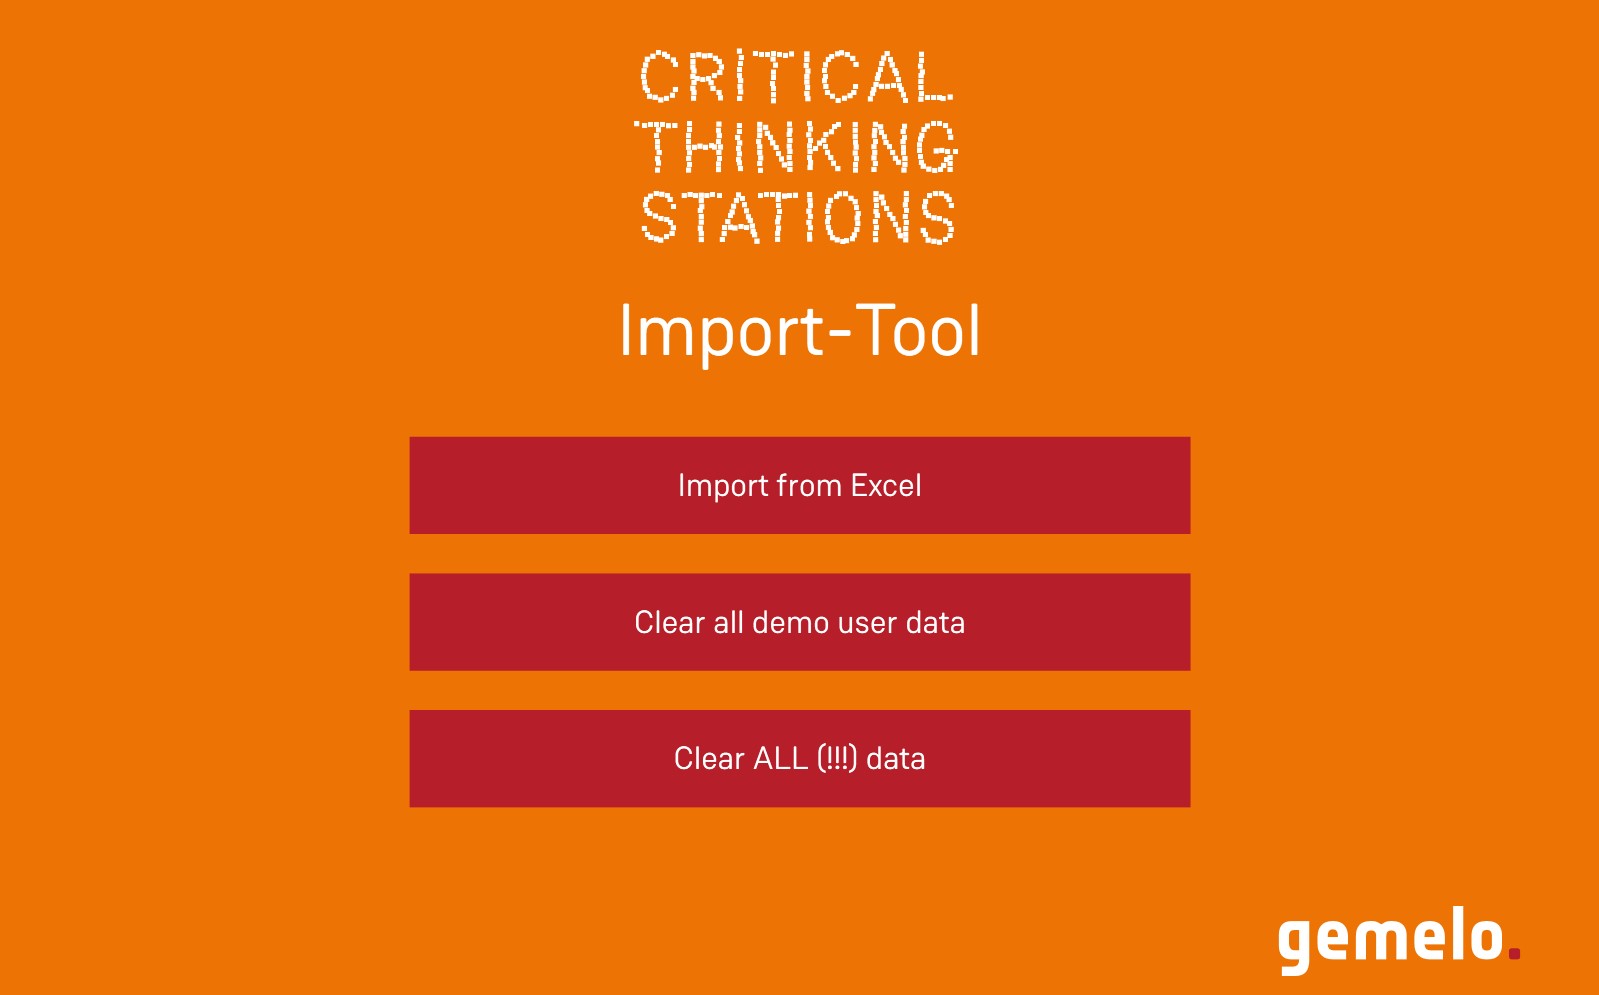 CRITICAL
THINKING
STATIONS
Import-Tool
Import from Excel
Clear all demo user data
Clear ALL (!!!) data
gemelo.